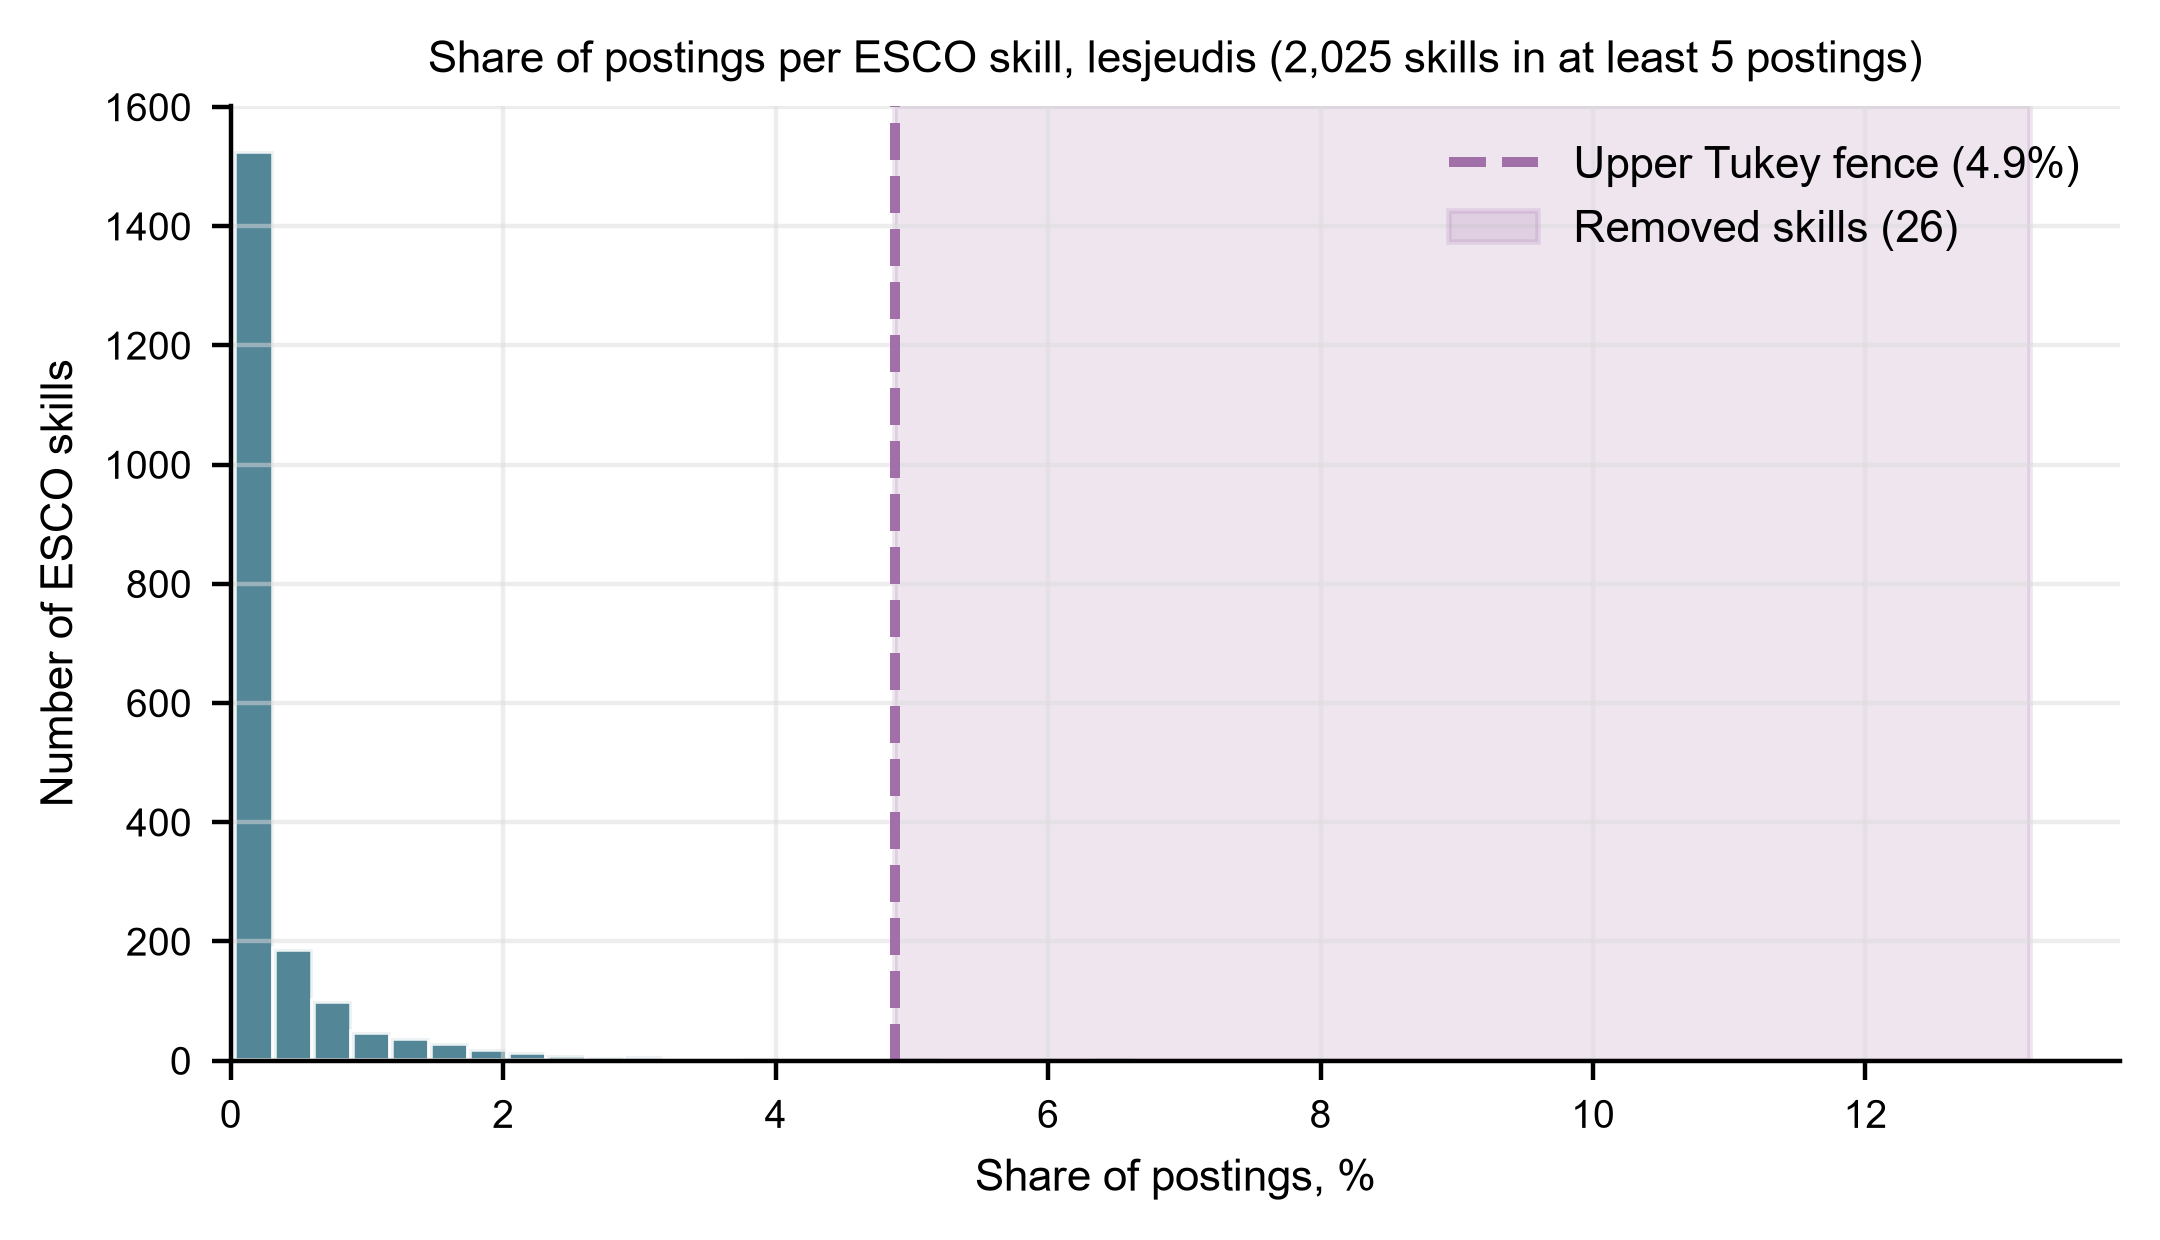 Share of postings per ESCO skill, lesjeudis (2,025 skills in at least 5 postings)
1600
1400
1200
1000
800
600
400
200
0
Number of ESCO skills
Upper Tukey fence (4.9%)
Removed skills (26)
0 2 4 6 8 10 12
Share of postings, %